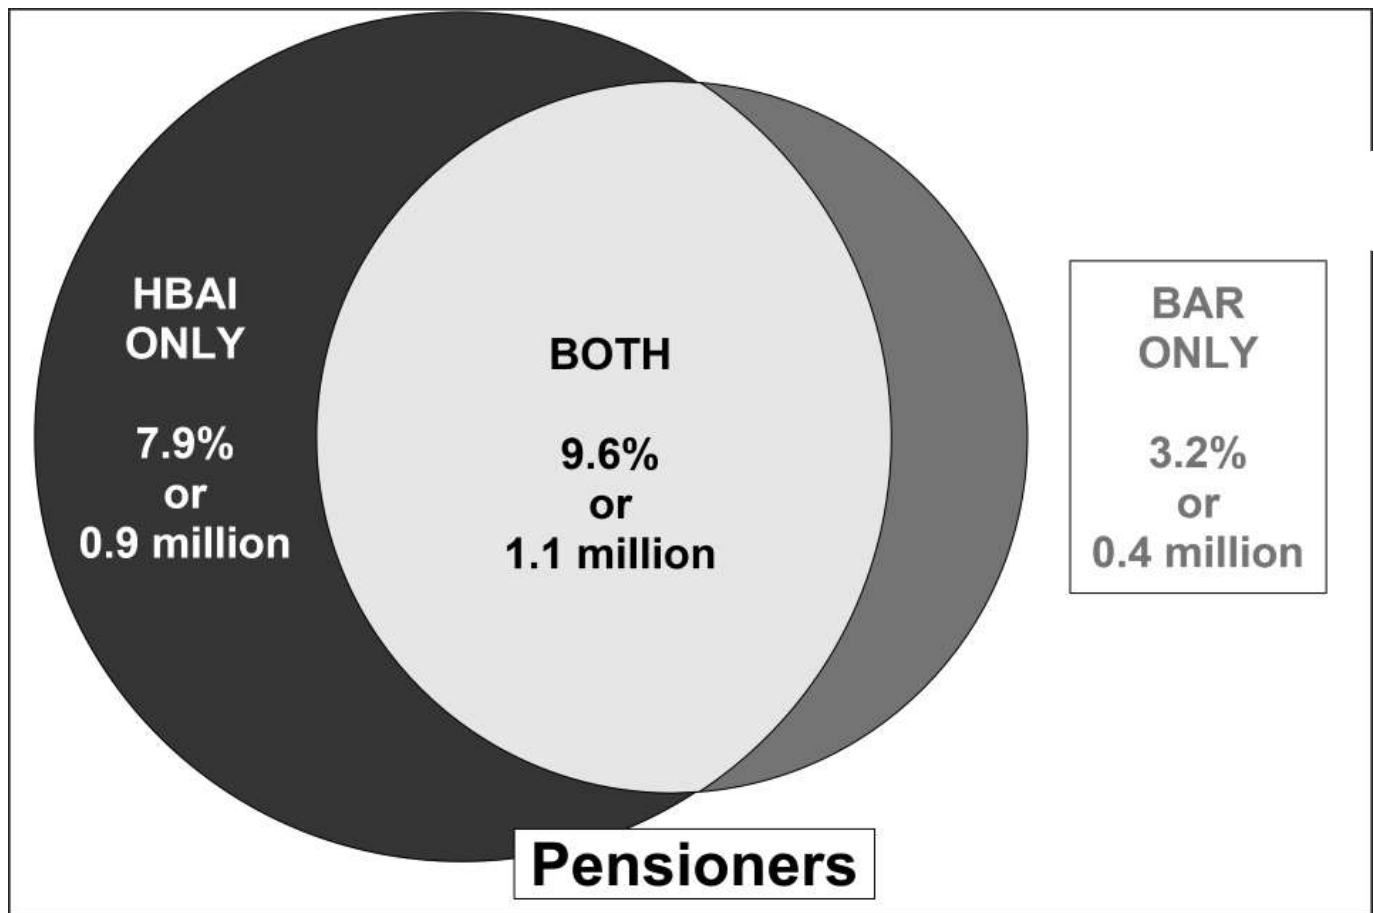 HBAI
ONLY
7.9%
or
0.9 million
BOTH
9.6%
or
1.1 million
BAR
ONLY
3.2%
or
0.4 million
Pensioners